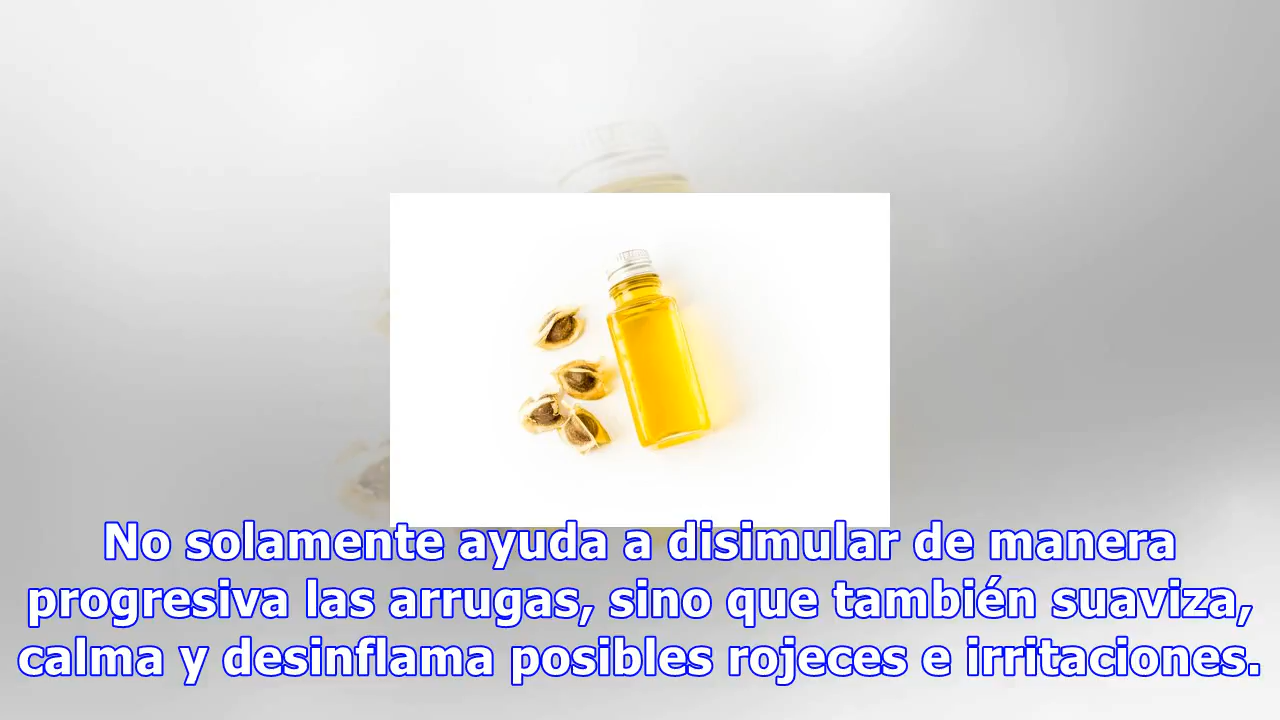 No solamente ayuda a disimular de manera
progresiva las arrugas, sino que también suaviza,
calma y desinflama posibles rojeces e irritaciones.